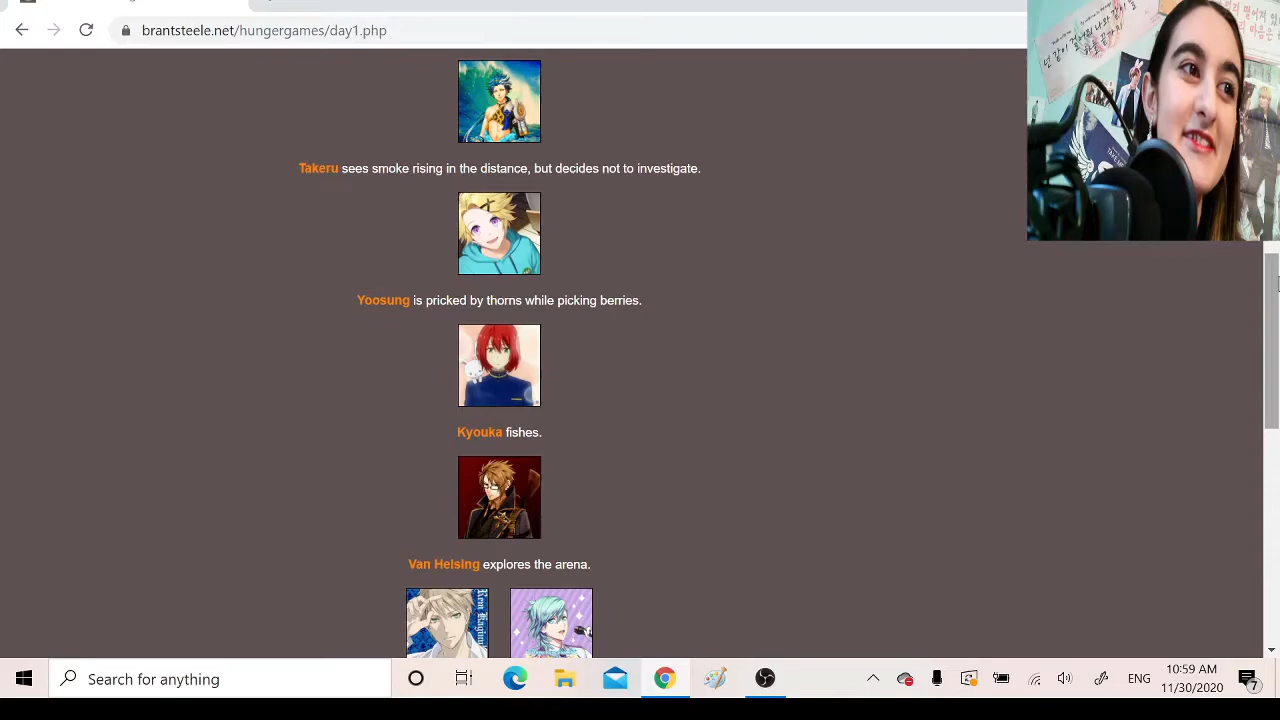 brantsteele.net/hungergames/day1.php
Takeru sees smoke rising in the distance, but decides not to investigate.
Yoosung is pricked by thorns while picking berries.
Kyouka fishes.
Van Helsing explores the arena.
Search for anything
ENG
10:59 AM
11/30/2020
7